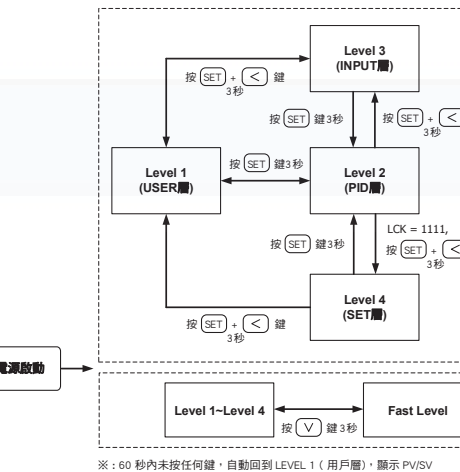 Level 3
(INPUT層)
按 SET + < 鍵
3秒
按 SET 鍵3秒
按 SET + <
3秒
Level 1
(USER層)
按 SET 鍵3秒
Level 2
(PID層)
LCK = 1111,
按 SET 鍵3秒
按 SET + <
3秒
Level 4
(SET層)
按 SET + < 鍵
3秒
電源啟動
Level 1~Level 4
Fast Level
按 ∨ 鍵3秒
※：60 秒內未按任何鍵，自動回到 LEVEL 1 ( 用戶層)，顯示 PV/SV